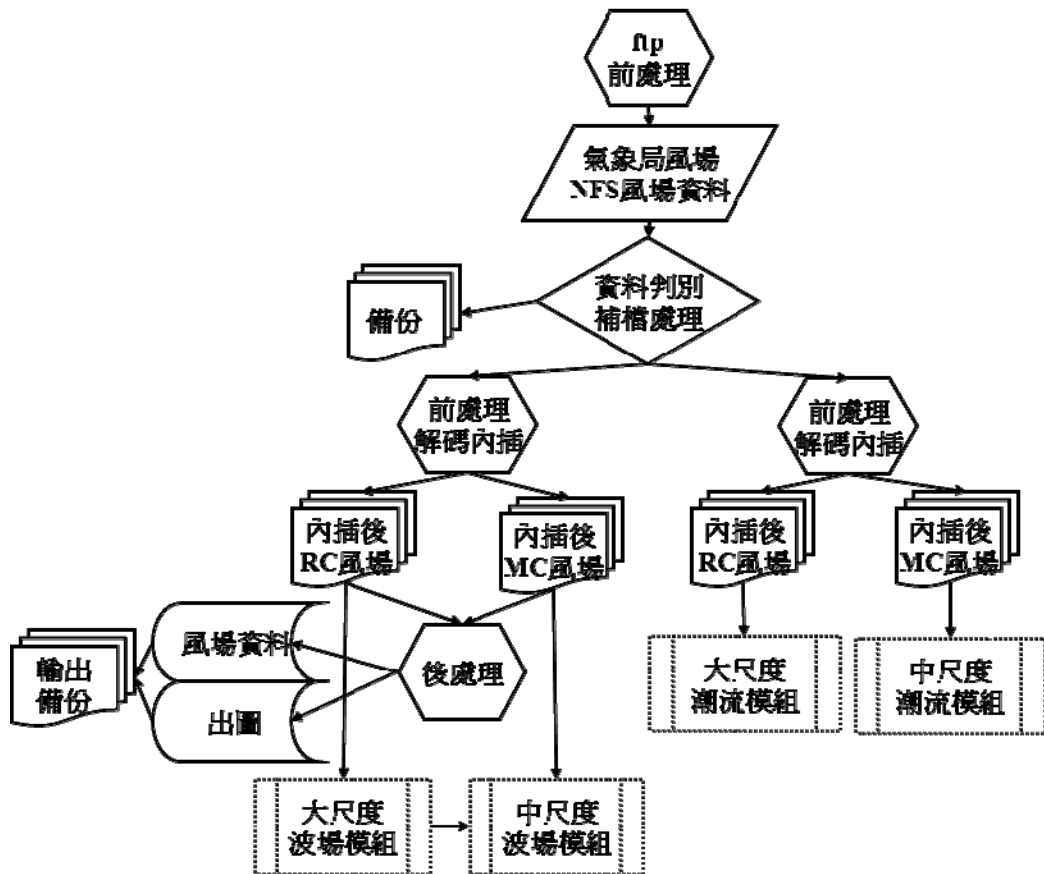 ftp
前處理
氣象局風場
NFS風場資料
資料判別
補檔處理
備份
前處理
解碼內插
前處理
解碼內插
內插後
RC風場
內插後
MC風場
內插後
RC風場
內插後
MC風場
風場資料
輸出
備份
後處理
出圖
大尺度
潮流模組
中尺度
潮流模組
大尺度
波場模組
中尺度
波場模組